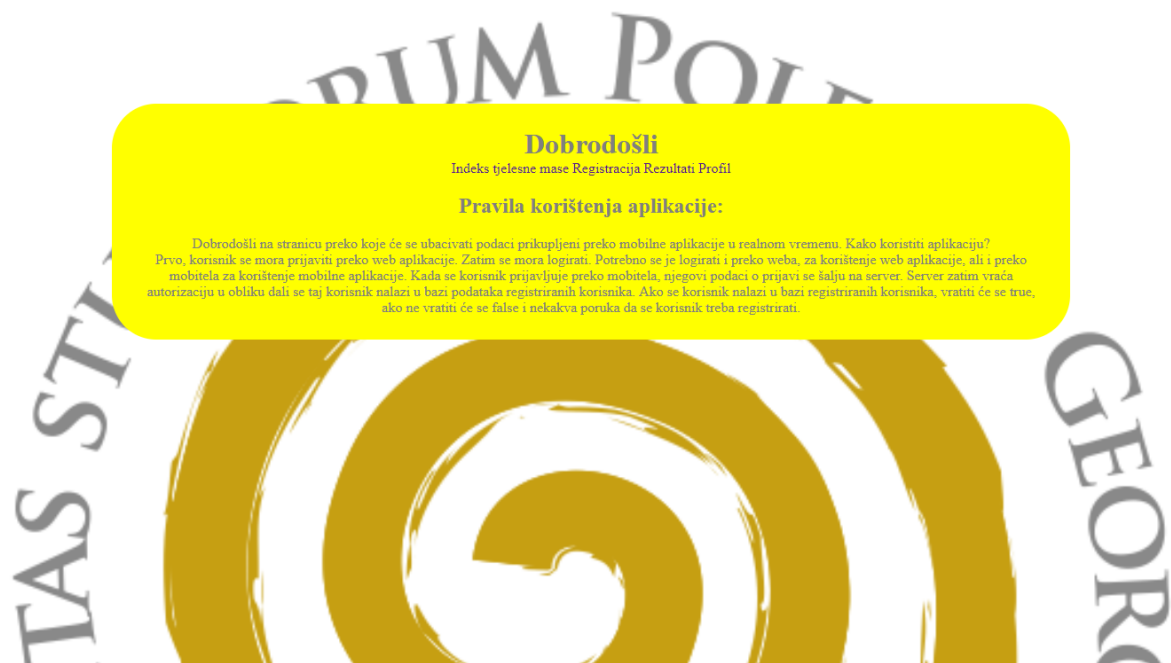 Dobrodošli
Indeks tjelesne mase Registracija Rezultati Profil
Pravila korištenja aplikacije:
Dobrodošli na stranicu preko koje će se ubacivati podaci prikupljeni preko mobilne aplikacije u realnom vremenu. Kako koristiti aplikaciju?
Prvo, korisnik se mora prijaviti preko web aplikacije. Zatim se mora logirati. Potrebno se je logirati i preko weba, za korištenje web aplikacije, ali i preko
mobitela za korištenje mobilne aplikacije. Kada se korisnik prijavljuje preko mobitela, njegovi podaci o prijavi se šalju na server. Server zatim vraća
autorizaciju u obliku dali se taj korisnik nalazi u bazi podataka registriranih korisnika. Ako se korisnik nalazi u bazi registriranih korisnika, vratiti će se true,
ako ne vratiti će se false i nekakva poruka da se korisnik treba registrirati.